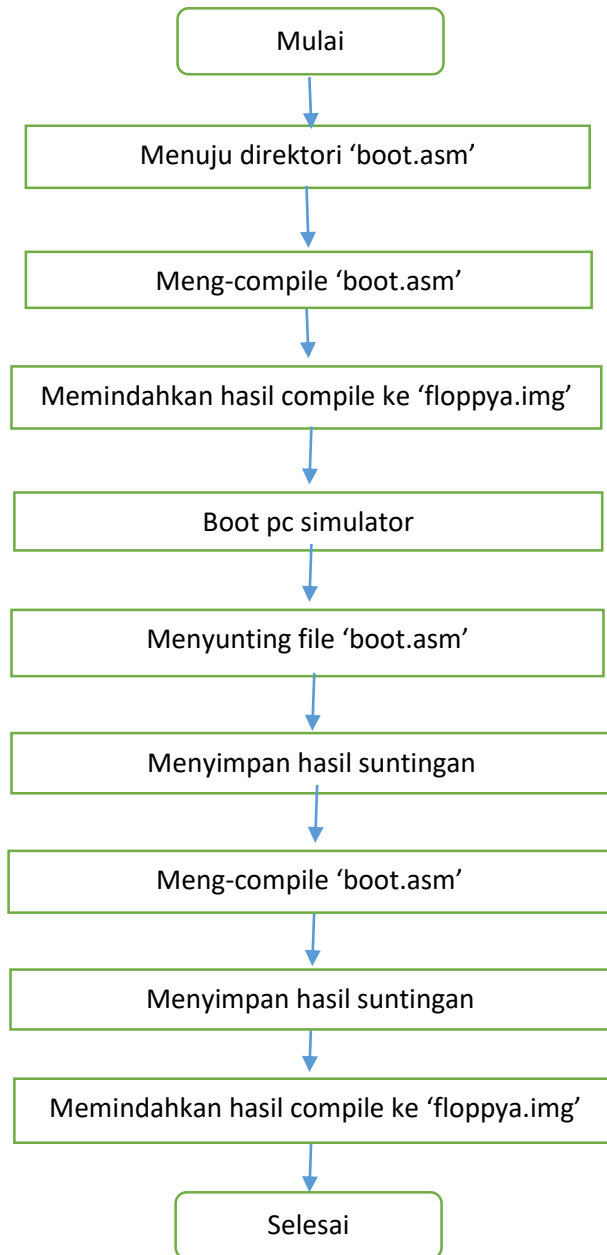 Mulai
Menuju direktori ‘boot.asm’
Meng-compile ‘boot.asm’
Memindahkan hasil compile ke ‘floppya.img’
Boot pc simulator
Menyunting file ‘boot.asm’
Menyimpan hasil suntingan
Meng-compile ‘boot.asm’
Menyimpan hasil suntingan
Memindahkan hasil compile ke ‘floppya.img’
Selesai